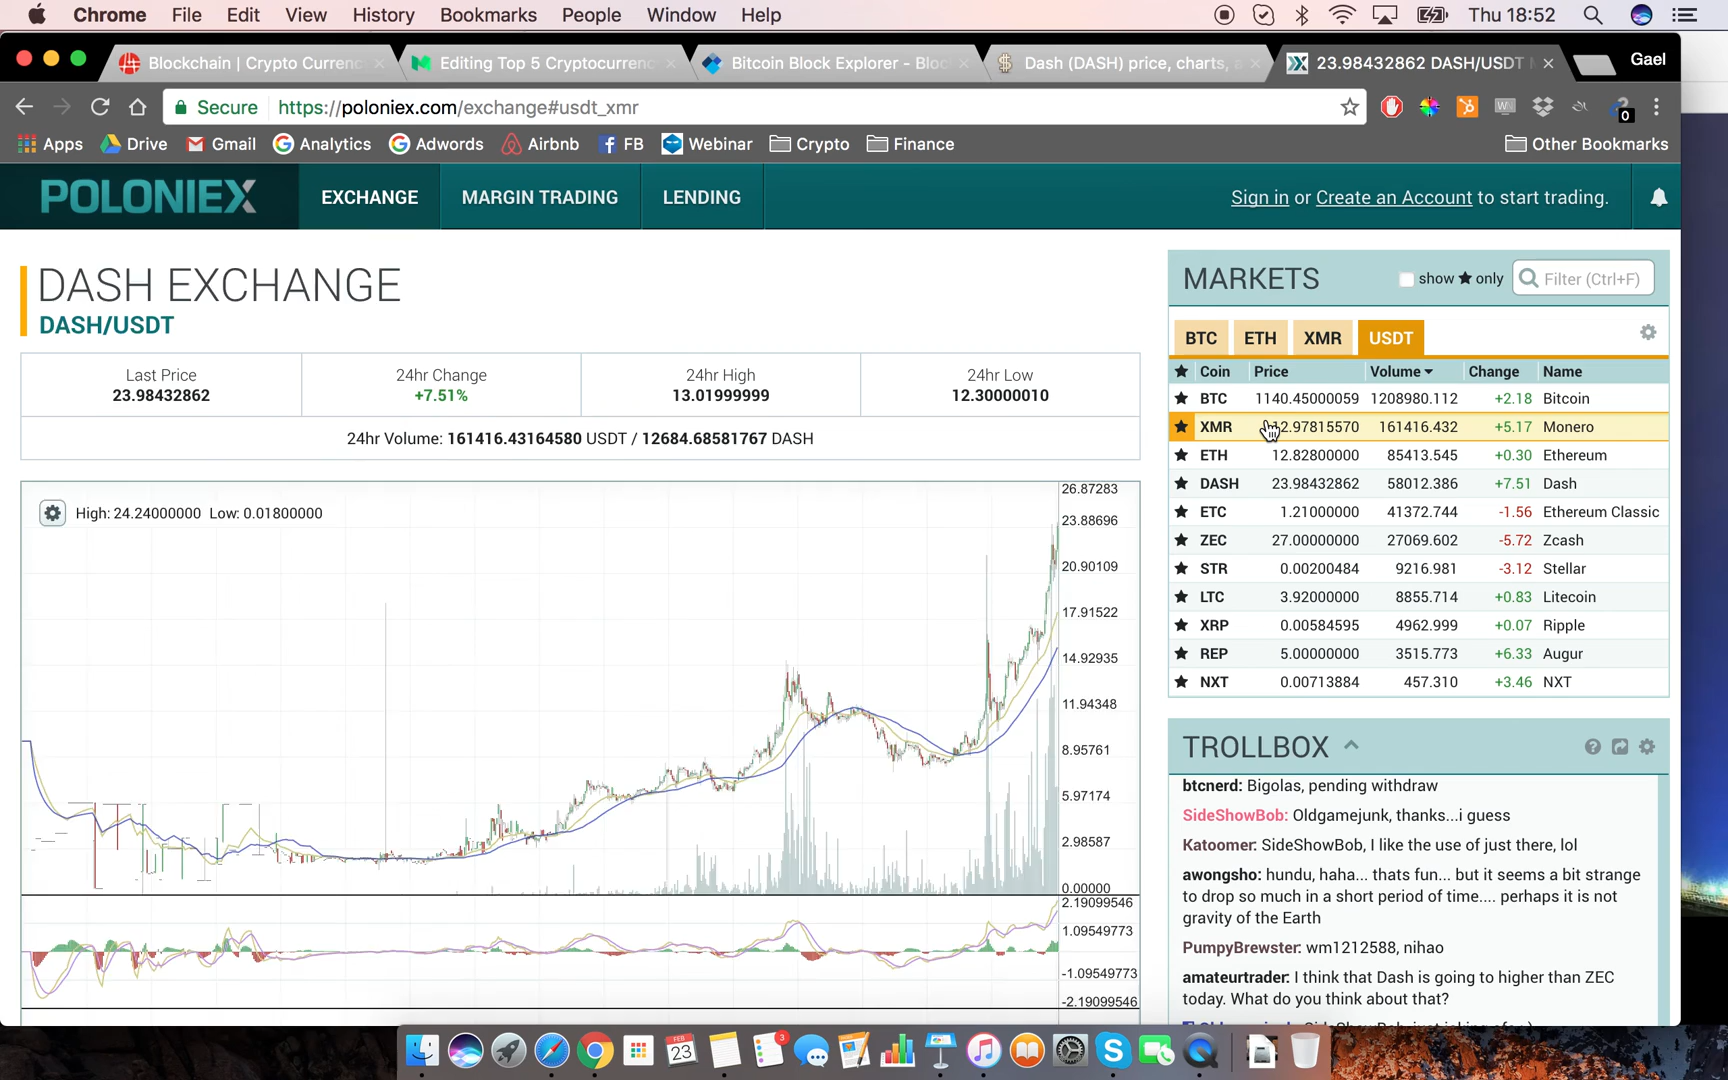 Chrome File Edit View History Bookmarks People Window Help Thu 18:52
Blockchain | Crypto Currenc Editing Top 5 Cryptocurrenc Bitcoin Block Explorer - Bloc Dash (DASH) price, charts, 23.98432862 DASH/USDT Gael
Secure https://poloniex.com/exchange#usdt_xmr 0
Apps Drive Gmail Analytics Adwords Airbnb FB Webinar Crypto Finance Other Bookmarks
POLONIEX EXCHANGE MARGIN TRADING LENDING Sign in or Create an Account to start trading.
DASH EXCHANGE
DASH/USDT
Last Price 24hr Change 24hr High 24hr Low
23.98432862 +7.51% 13.01999999 12.30000010
24hr Volume: 161416.43164580 USDT / 12684.68581767 DASH
High: 24.24000000 Low: 0.01800000
26.87283
23.88696
20.90109
17.91522
14.92935
11.94348
8.95761
5.97174
2.98587
0.00000
2.19099546
1.09549773
-1.09549773
-2.19099546
MARKETS show ★ only Filter (Ctrl+F)
BTC ETH XMR USDT
★ Coin Price Volume Change Name
★ BTC 1140.45000059 1208980.112 +2.18 Bitcoin
★ XMR 2.97815570 161416.432 +5.17 Monero
★ ETH 12.82800000 85413.545 +0.30 Ethereum
★ DASH 23.98432862 58012.386 +7.51 Dash
★ ETC 1.21000000 41372.744 -1.56 Ethereum Classic
★ ZEC 27.00000000 27069.602 -5.72 Zcash
★ STR 0.00200484 9216.981 -3.12 Stellar
★ LTC 3.92000000 8855.714 +0.83 Litecoin
★ XRP 0.00584595 4962.999 +0.07 Ripple
★ REP 5.00000000 3515.773 +6.33 Augur
★ NXT 0.00713884 457.310 +3.46 NXT
TROLLBOX
btcnerd: Bigolas, pending withdraw
SideShowBob: Oldgamejunk, thanks...i guess
Katoomer: SideShowBob, I like the use of just there, lol
awongsho: hundu, haha... thats fun... but it seems a bit strange
to drop so much in a short period of time.... perhaps it is not
gravity of the Earth
PumpyBrewster: wm1212588, nihao
amateurtrader: I think that Dash is going to higher than ZEC
today. What do you think about that?
FEB
23
3